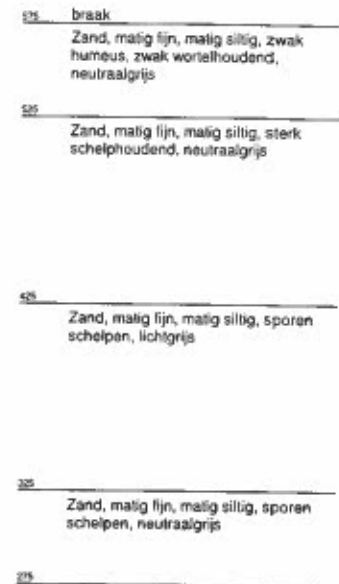 575 braak
Zand, matig fijn, matig siltig, zwak
humeus, zwak wortelhoudend,
neutraalgrijs
525
Zand, matig fijn, matig siltig, sterk
schelphoudend, neutraalgrijs
425
Zand, matig fijn, matig siltig, sporen
schelpen, lichtgrijs
325
Zand, matig fijn, matig siltig, sporen
schelpen, neutraalgrijs
275